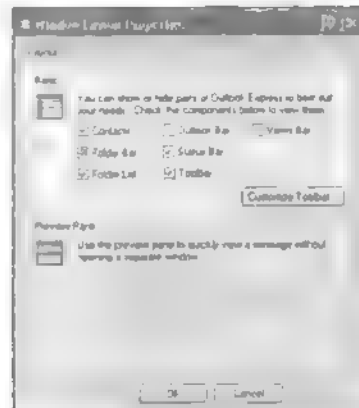 Window Layout Properties
Layout
Basic
You can show or hide parts of Outlook Express to best suit
your needs. Check the components below to view them.
Contacts Outlook Bar Views Bar
Folder Bar Status Bar
Folder List Toolbar
Customize Toolbar
Preview Pane
Use the preview pane to quickly view a message without
opening a separate window.
OK Cancel